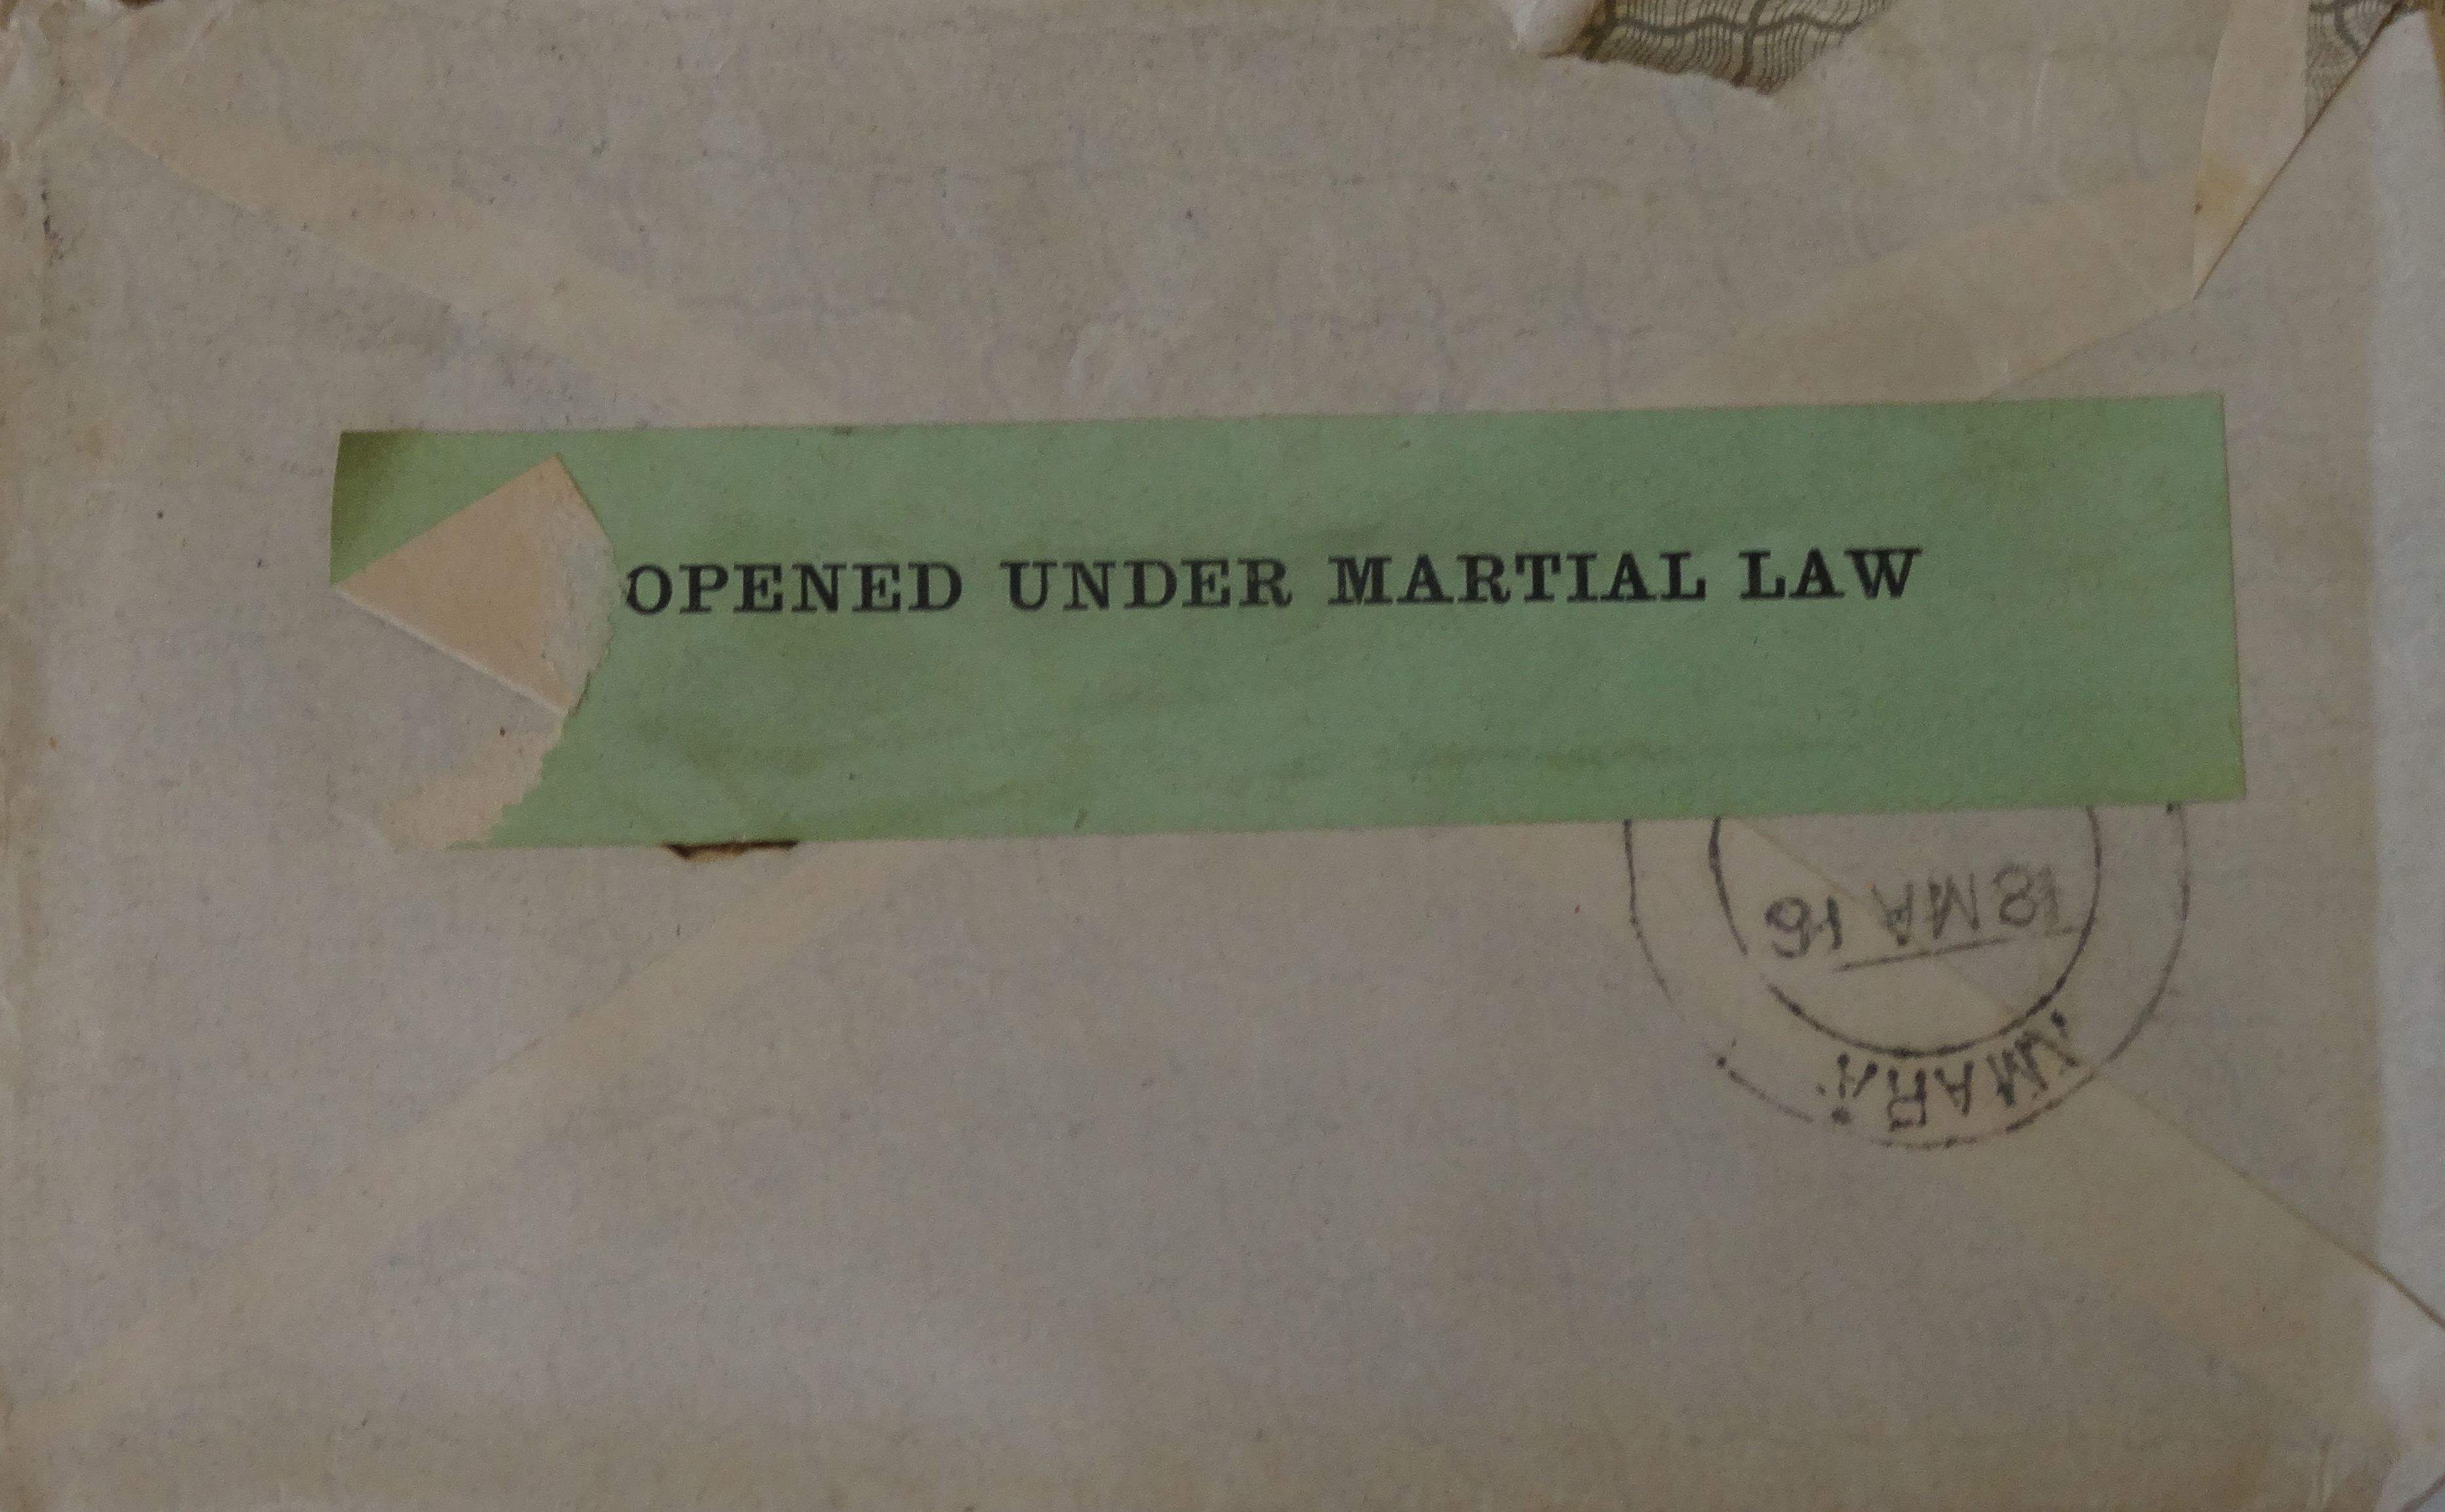 OPENED UNDER MARTIAL LAW
18 MA 16